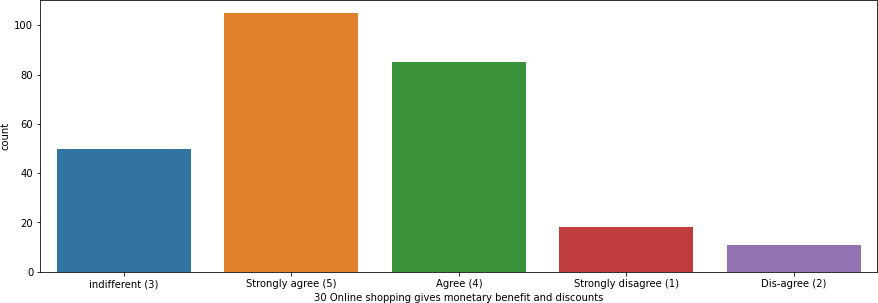 100
80
60
40
20
0
count
indifferent (3) Strongly agree (5) Agree (4) Strongly disagree (1) Dis-agree (2)
30 Online shopping gives monetary benefit and discounts